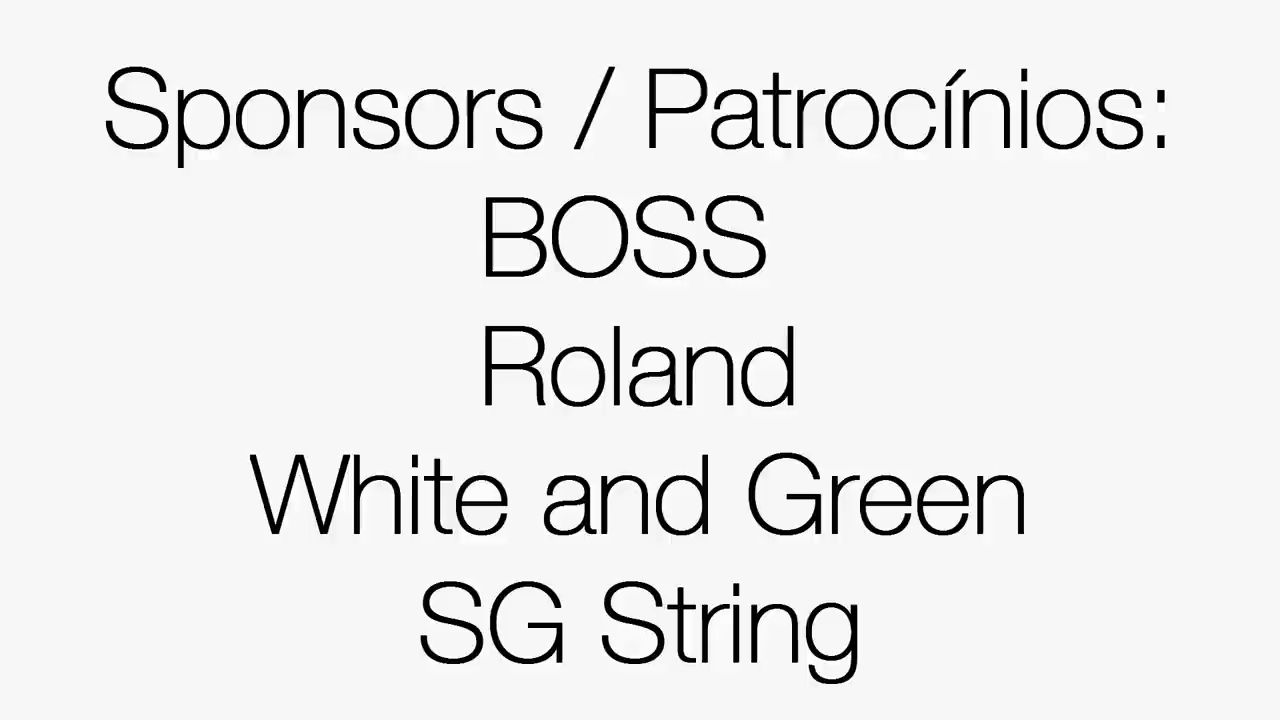 Sponsors / Patrocínios:
BOSS
Roland
White and Green
SG String